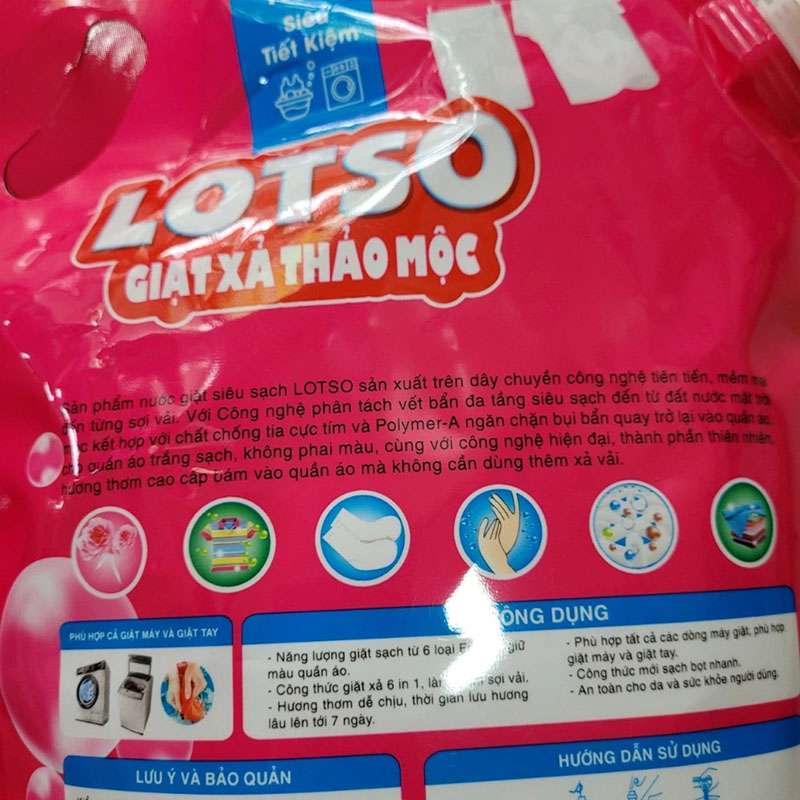 Siêu
Tiết Kiệm
LOTSO
GIẶT XẢ THẢO MỘC
Sản phẩm nước giặt siêu sạch LOTSO sản xuất trên dây chuyền công nghệ tiên tiến, mềm mại
đến từng sợi vải. Với Công nghệ phân tách vết bẩn đa tầng siêu sạch đến từ đất nước mặt trời
mọc kết hợp với chất chống tia cực tím và Polymer-A ngăn chặn bụi bẩn quay trở lại vào quần áo,
cho quần áo trắng sạch, không phai màu, cùng với công nghệ hiện đại, thành phần thiên nhiên,
hương thơm cao cấp bám vào quần áo mà không cần dùng thêm xả vải.
PHÙ HỢP CẢ GIẶT MÁY VÀ GIẶT TAY
CÔNG DỤNG
- Năng lượng giặt sạch từ 6 loại giữ
màu quần áo.
- Công thức giặt xả 6 in 1, sợi vải.
- Hương thơm dễ chịu, thời gian lưu hương
lâu lên tới 7 ngày.
- Phù hợp tất cả các dòng máy giặt, phù hợp
giặt máy và giặt tay.
- Công thức mới sạch bọt nhanh.
- An toàn cho da và sức khỏe người dùng.
LƯU Ý VÀ BẢO QUẢN
HƯỚNG DẪN SỬ DỤNG